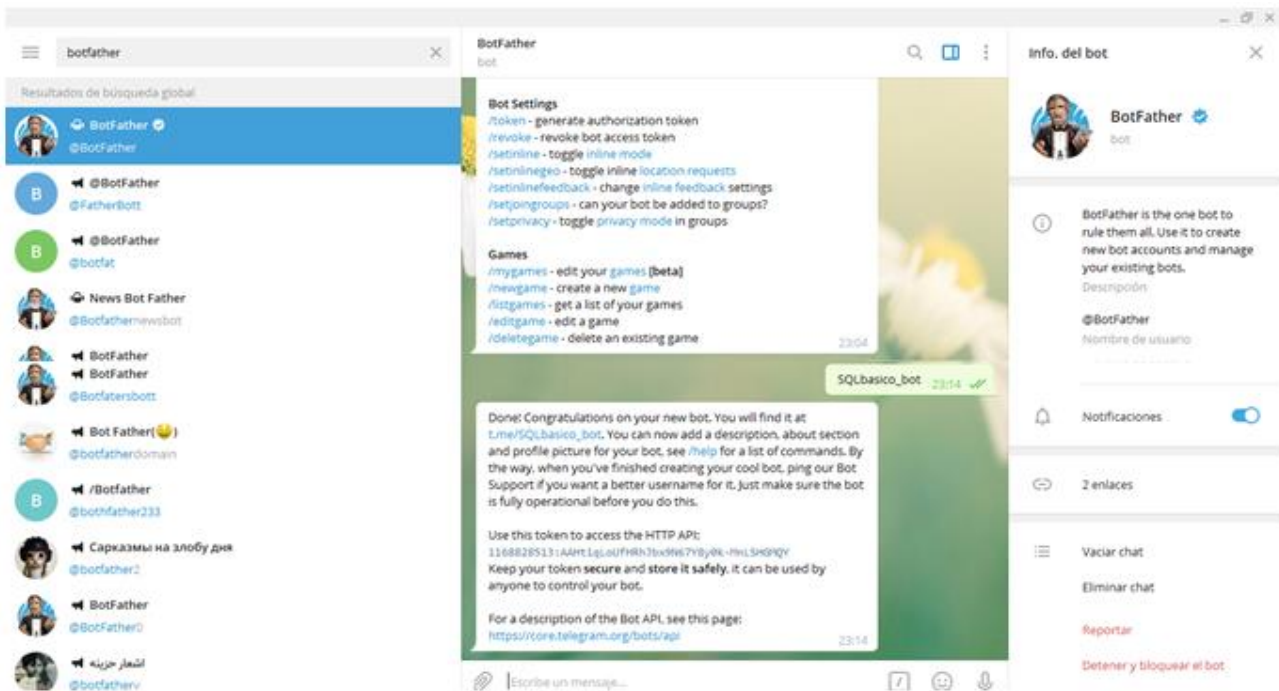 botfather
Resultados de búsqueda global
BotFather
@BotFather
B
@BotFather
@FatherBott
B
@BotFather
@botfat
News Bot Father
@Botfathernewsbot
BotFather
BotFather
@Botfatersbott
Bot Father(🤑)
@botfatherdomain
B
/Botfather
@bothfather233
Сарказмы на злобу дня
@botfather2
BotFather
@BotFather0
اشعار حزينه
@botfatherv
BotFather
bot
Bot Settings
/token - generate authorization token
/revoke - revoke bot access token
/setinline - toggle inline mode
/setinlinegeo - toggle inline location requests
/setinlinefeedback - change inline feedback settings
/setjoingroups - can your bot be added to groups?
/setprivacy - toggle privacy mode in groups
Games
/mygames - edit your games [beta]
/newgame - create a new game
/listgames - get a list of your games
/editgame - edit a game
/deletegame - delete an existing game
23:04
SQLbasico_bot 23:14
Done! Congratulations on your new bot. You will find it at
t.me/SQLbasico_bot. You can now add a description, about section
and profile picture for your bot, see /help for a list of commands. By
the way, when you've finished creating your cool bot, ping our Bot
Support if you want a better username for it. Just make sure the bot
is fully operational before you do this.
Use this token to access the HTTP API:
Keep your token secure and store it safely, it can be used by
anyone to control your bot.
For a description of the Bot API, see this page:
https://core.telegram.org/bots/api
23:14
Escribe un mensaje...
Info. del bot
BotFather
bot
BotFather is the one bot to
rule them all. Use it to create
new bot accounts and manage
your existing bots.
Descripción
@BotFather
Nombre de usuario
Notificaciones
2 enlaces
Vaciar chat
Eliminar chat
Reportar
Detener y bloquear el bot